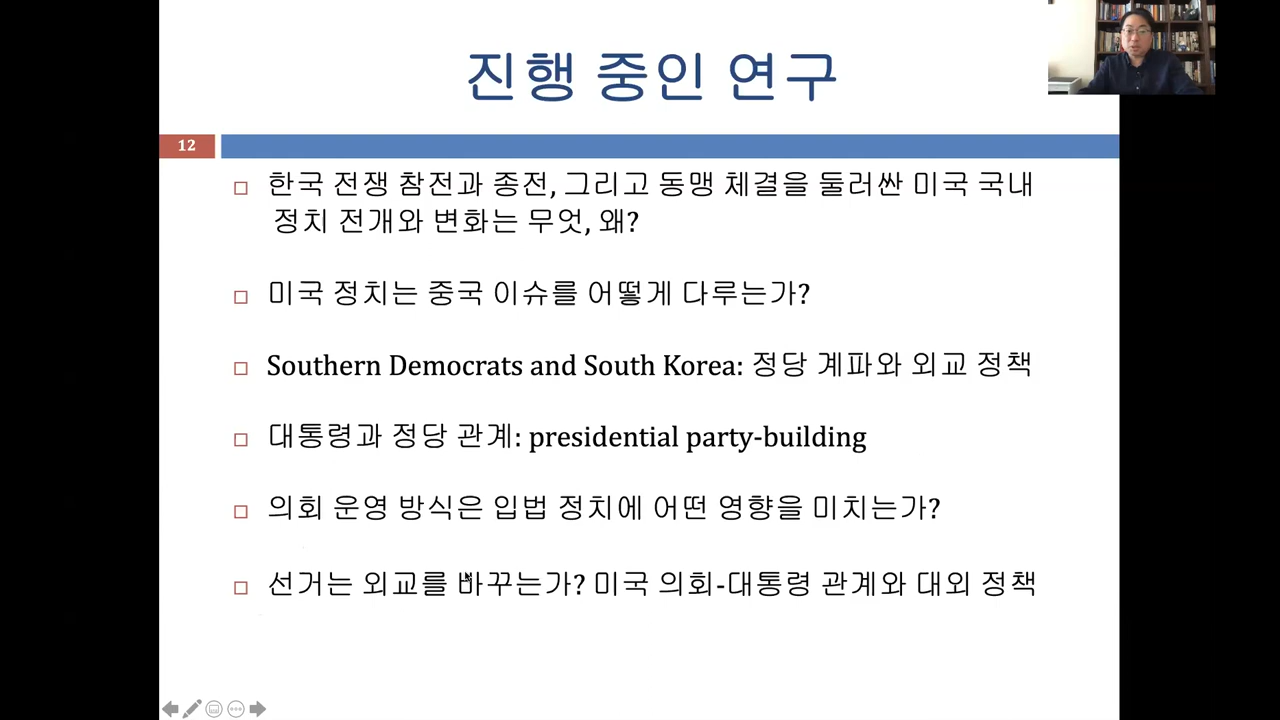 진행 중인 연구
12
한국 전쟁 참전과 종전, 그리고 동맹 체결을 둘러싼 미국 국내
정치 전개와 변화는 무엇, 왜?
미국 정치는 중국 이슈를 어떻게 다루는가?
Southern Democrats and South Korea: 정당 계파와 외교 정책
대통령과 정당 관계: presidential party-building
의회 운영 방식은 입법 정치에 어떤 영향을 미치는가?
선거는 외교를 바꾸는가? 미국 의회-대통령 관계와 대외 정책